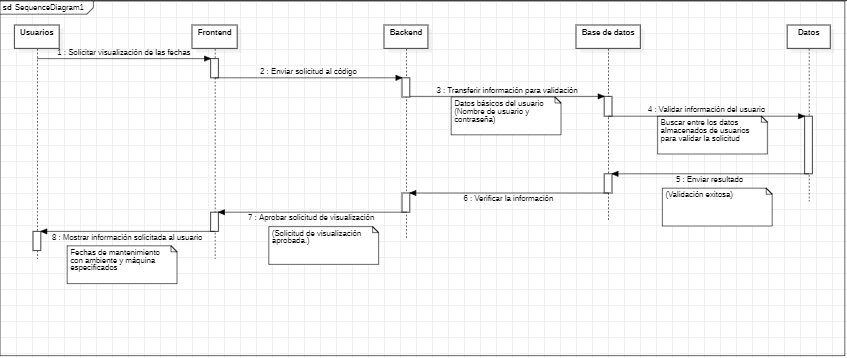 sd SequenceDiagram1
Usuarios
Frontend
Backend
Base de datos
Datos
1 : Solicitar visualización de las fechas
2 : Enviar solicitud al código
3 : Transferir información para validación
Datos básicos del usuario
(Nombre de usuario y
contraseña)
4 : Validar información del usuario
Buscar entre los datos
almacenados de usuarios
para validar la solicitud
5 : Enviar resultado
(Validación exitosa)
6 : Verificar la información
7 : Aprobar solicitud de visualización
(Solicitud de visualización
aprobada.)
8 : Mostrar información solicitada al usuario
Fechas de mantenimiento
con ambiente y máquina
especificados